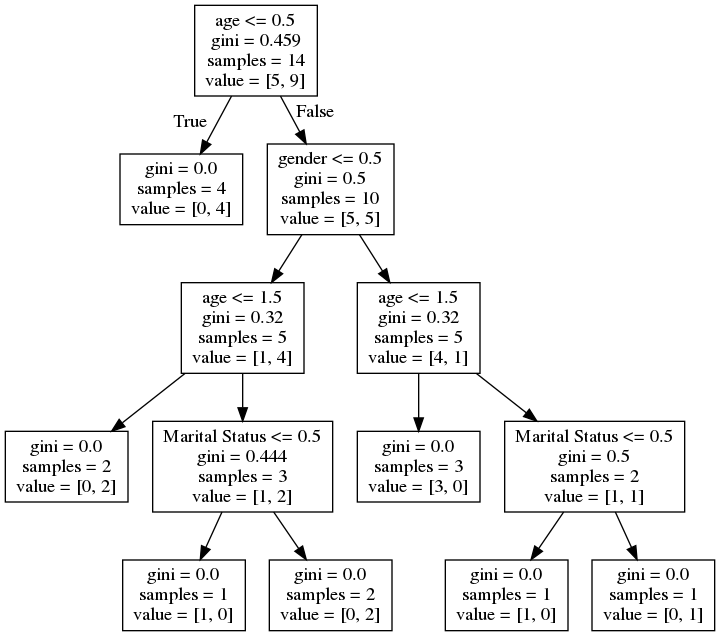 age <= 0.5
gini = 0.459
samples = 14
value = [5, 9]
True
False
gini = 0.0
samples = 4
value = [0, 4]
gender <= 0.5
gini = 0.5
samples = 10
value = [5, 5]
age <= 1.5
gini = 0.32
samples = 5
value = [1, 4]
age <= 1.5
gini = 0.32
samples = 5
value = [4, 1]
gini = 0.0
samples = 2
value = [0, 2]
Marital Status <= 0.5
gini = 0.444
samples = 3
value = [1, 2]
gini = 0.0
samples = 3
value = [3, 0]
Marital Status <= 0.5
gini = 0.5
samples = 2
value = [1, 1]
gini = 0.0
samples = 1
value = [1, 0]
gini = 0.0
samples = 2
value = [0, 2]
gini = 0.0
samples = 1
value = [1, 0]
gini = 0.0
samples = 1
value = [0, 1]